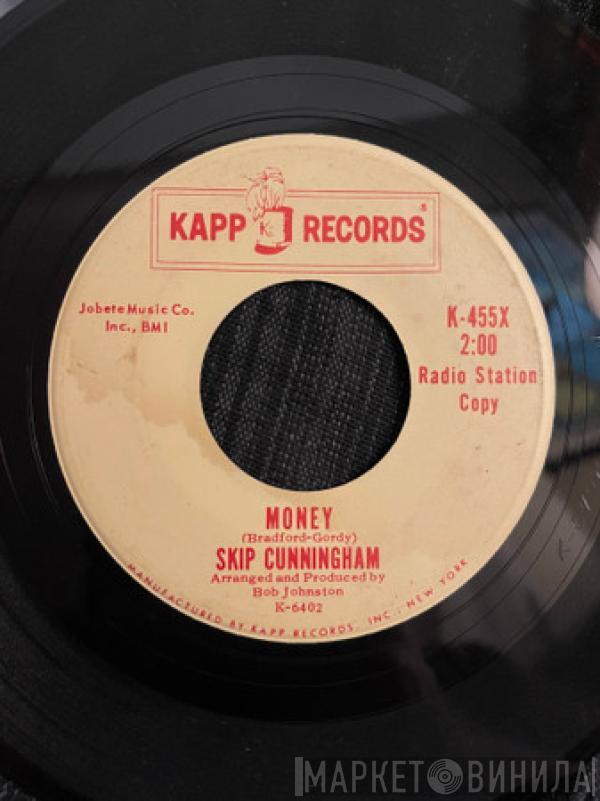 KAPP K RECORDS®
Jobete Music Co.
Inc., BMI
K-455X
2:00
Radio Station
Copy
MONEY
(Bradford-Gordy)
SKIP CUNNINGHAM
Arranged and Produced by
Bob Johnston
K-6402
MANUFACTURED BY KAPP RECORDS, INC., NEW YORK
МАРКЕТ ВИНИЛА